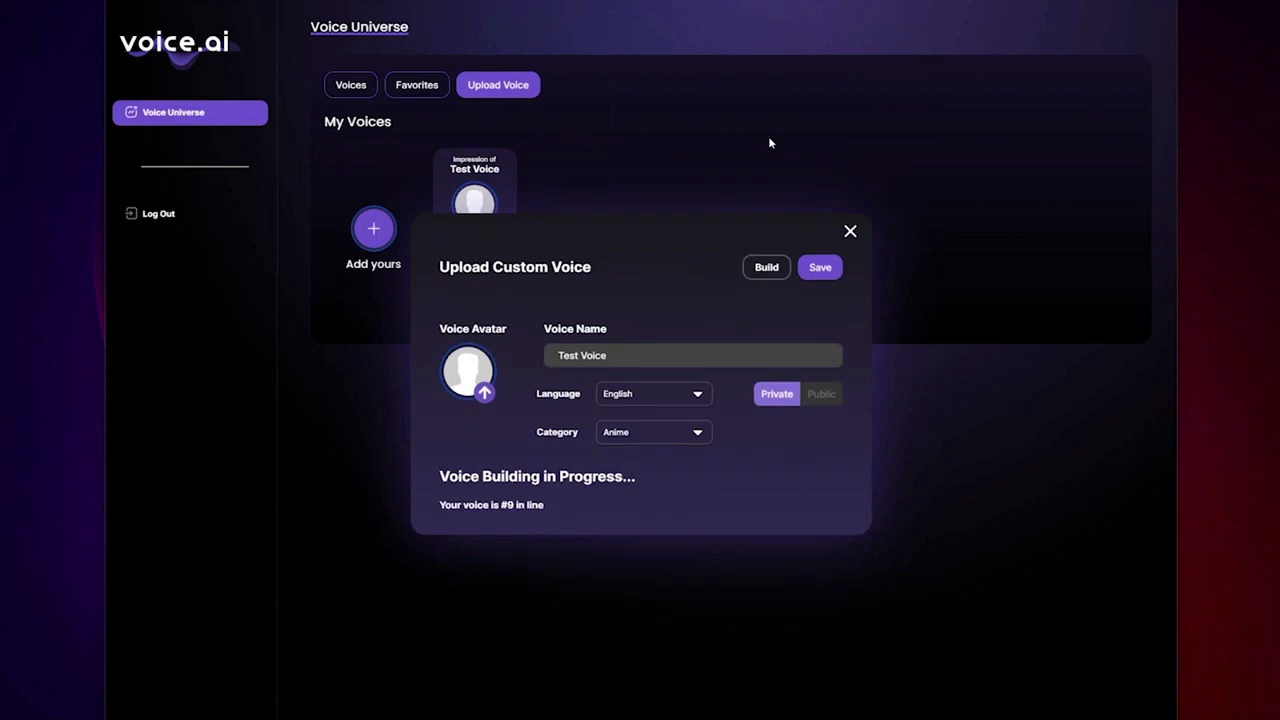 voice.ai
Voice Universe
Voices
Favorites
Upload Voice
Voice Universe
My Voices
Impression of
Test Voice
Log Out
Add yours
Upload Custom Voice
Build
Save
Voice Avatar
Voice Name
Test Voice
Language
English
Private
Public
Category
Anime
Voice Building in Progress...
Your voice is #9 in line